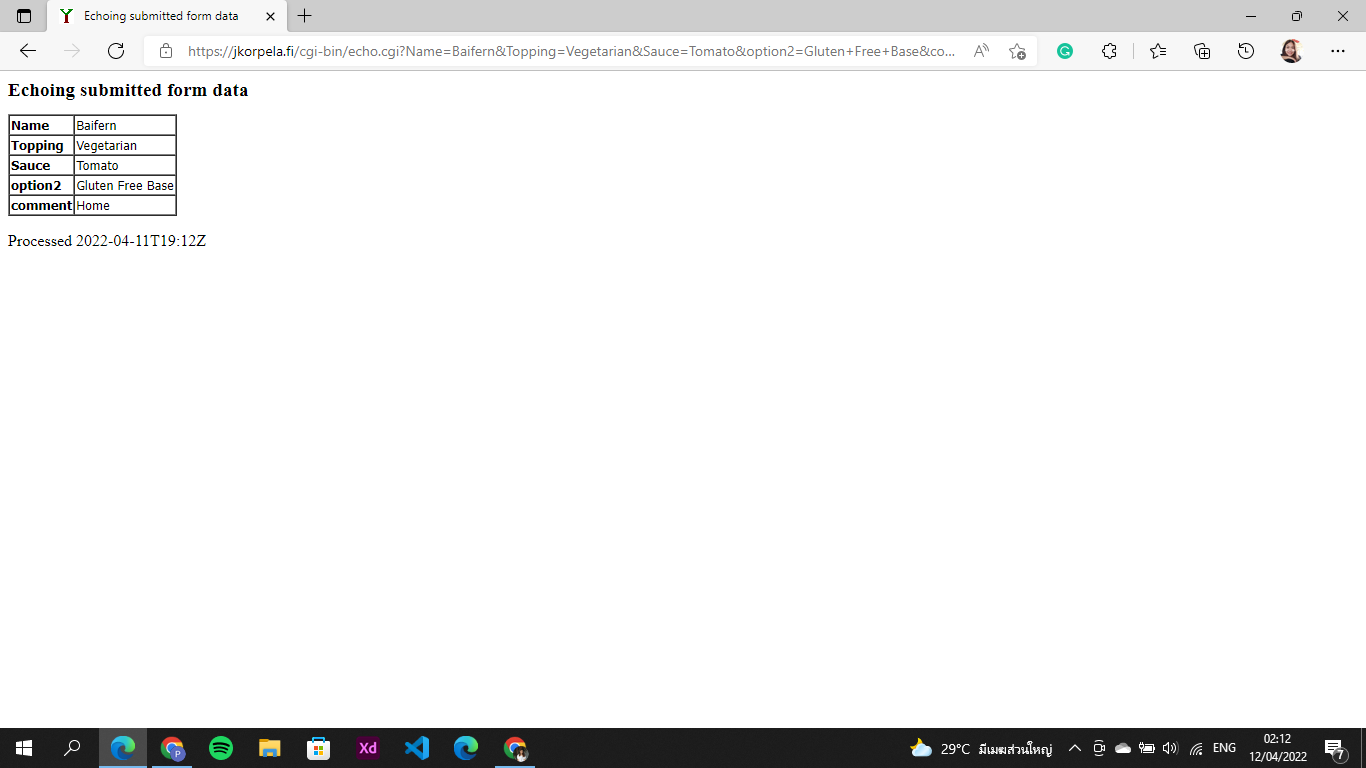 Echoing submitted form data
https://jkorpela.fi/cgi-bin/echo.cgi?Name=Baifern&Topping=Vegetarian&Sauce=Tomato&option2=Gluten+Free+Base&co...
Echoing submitted form data
Name Baifern
Topping Vegetarian
Sauce Tomato
option2 Gluten Free Base
comment Home
Processed 2022-04-11T19:12Z
P
Xd
29°C มีเมฆส่วนใหญ่
ENG
02:12
12/04/2022
7